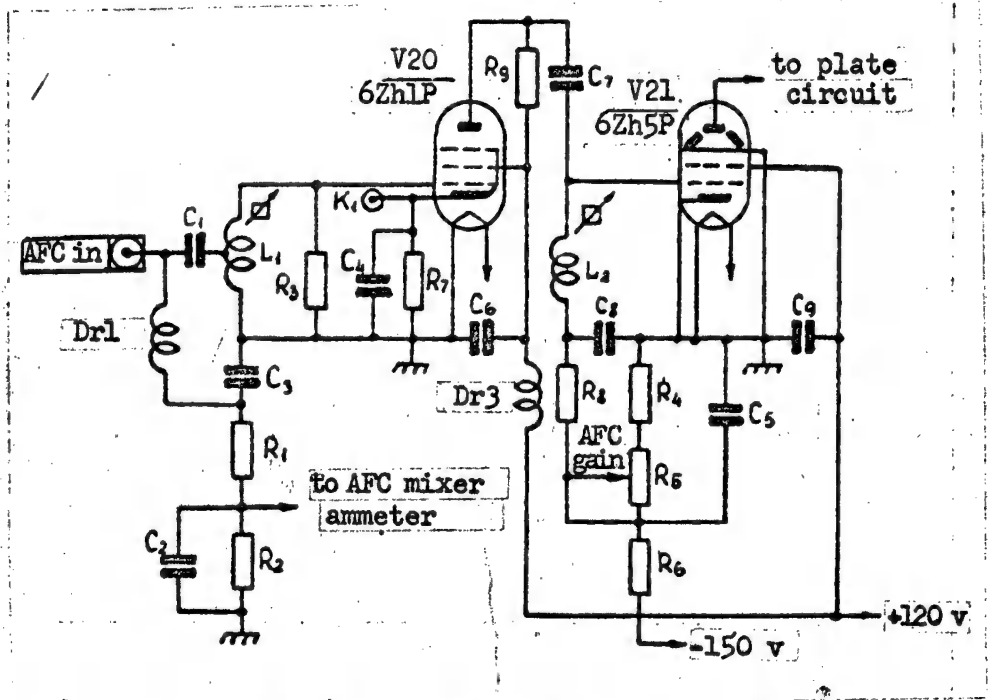 V20
6Zh1P
R9
C7
V21
6Zh5P
to plate
circuit
K1
C1
L1
AFC in
R3
C4
R7
L2
C6
C8
C9
Dr1
C3
Dr3
R8
R4
C5
AFC
gain
R5
R1
to AFC mixer
ammeter
C2
R2
R6
+120 v
-150 v